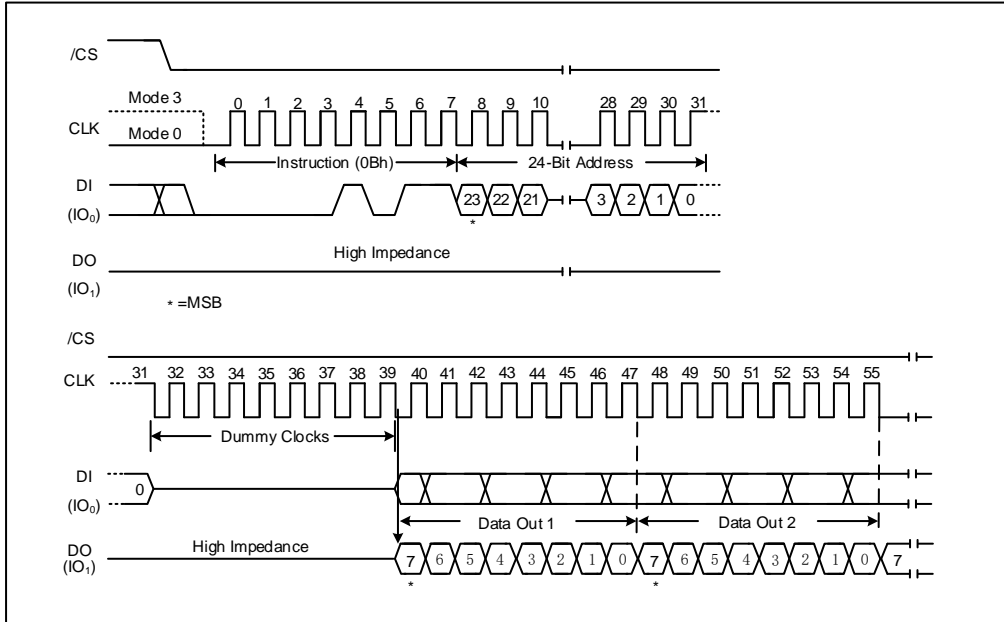 /CS
Mode 3
0 1 2 3 4 5 6 7 8 9 10 28 29 30 31
CLK
Mode 0
Instruction (0Bh) 24-Bit Address
DI
(IO₀)
23 22 21 3 2 1 0
*
DO
(IO₁)
High Impedance
* =MSB
/CS
31 32 33 34 35 36 37 38 39 40 41 42 43 44 45 46 47 48 49 50 51 52 53 54 55
CLK
Dummy Clocks
DI
(IO₀)
0
Data Out 1 Data Out 2
DO
(IO₁)
High Impedance
7 6 5 4 3 2 1 0 7 6 5 4 3 2 1 0 7
* *